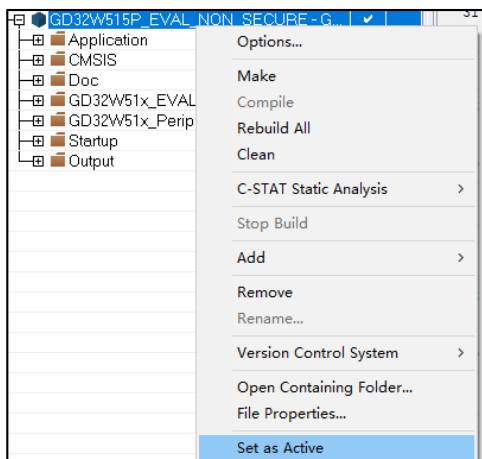 GD32W515P_EVAL_NON_SECURE - G...
31
Application
CMSIS
Doc
GD32W51x_EVAL
GD32W51x_Perip
Startup
Output
Options...
Make
Compile
Rebuild All
Clean
C-STAT Static Analysis
Stop Build
Add
Remove
Rename...
Version Control System
Open Containing Folder...
File Properties...
Set as Active